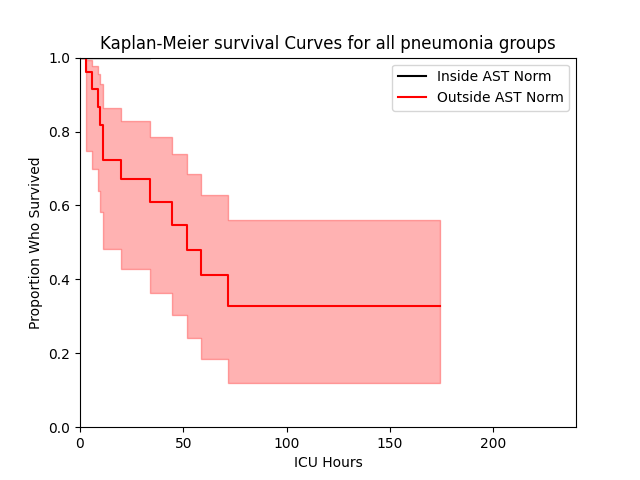 Kaplan-Meier survival Curves for all pneumonia groups
Inside AST Norm
Outside AST Norm
Proportion Who Survived
1.0
0.8
0.6
0.4
0.2
0.0
0
50
100
150
200
ICU Hours